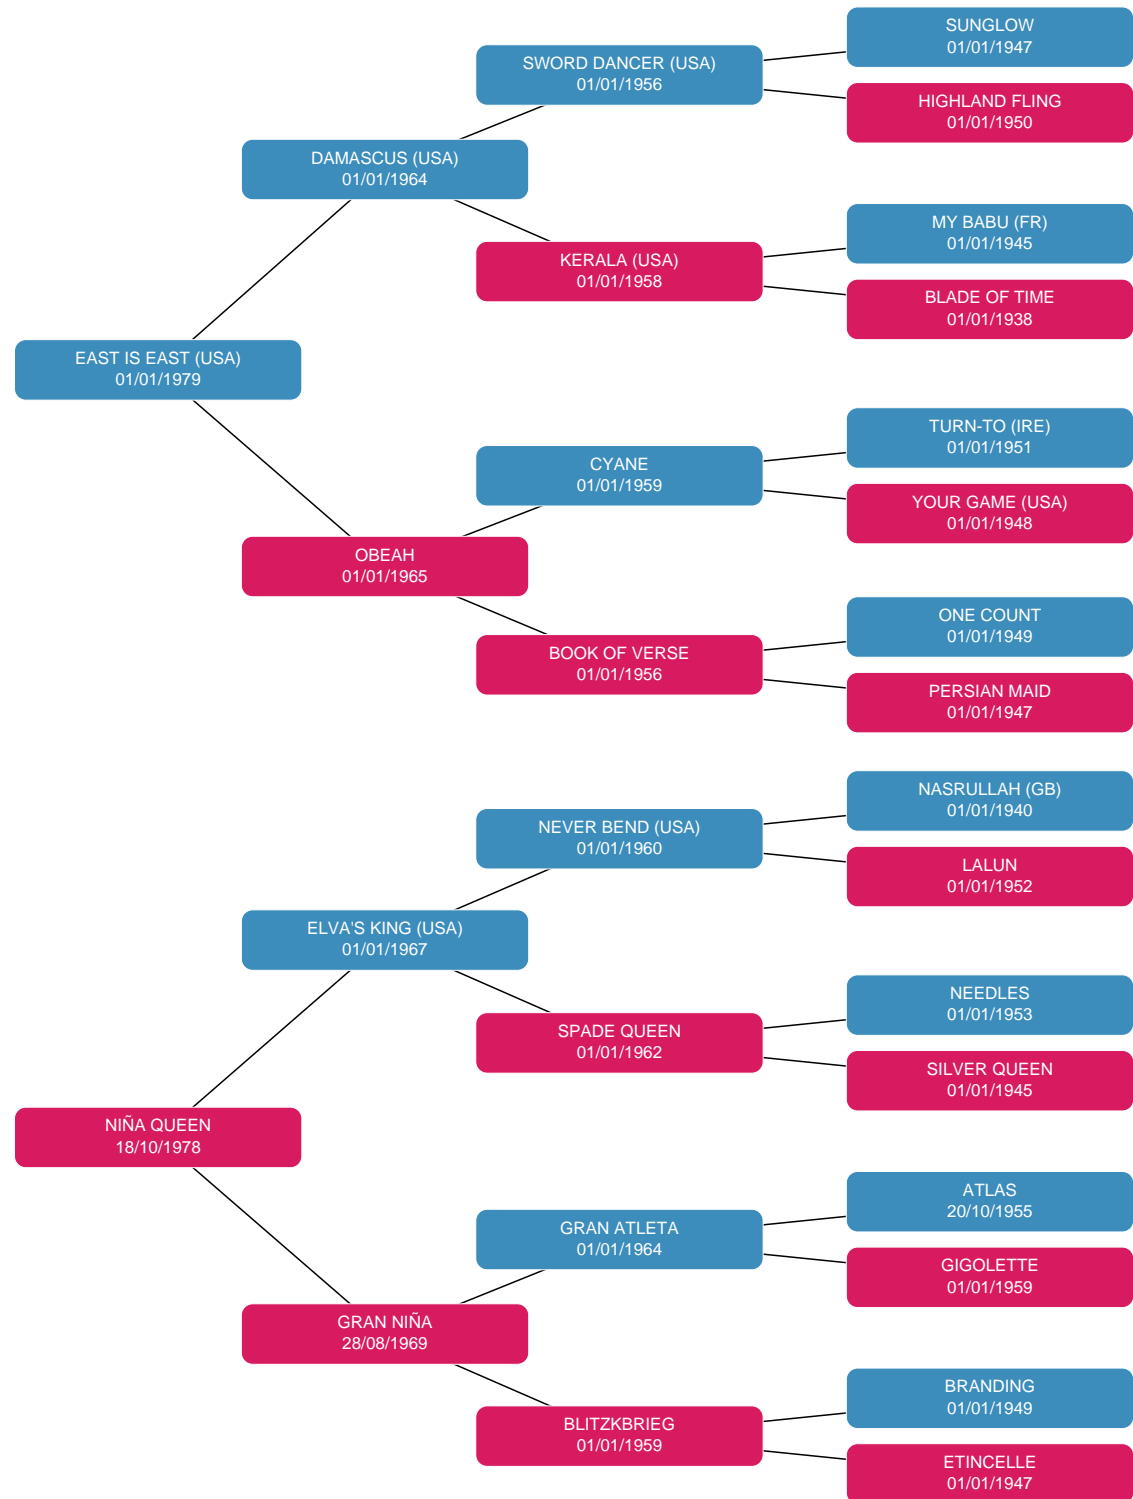 SUNGLOW
01/01/1947
SWORD DANCER (USA)
01/01/1956
HIGHLAND FLING
01/01/1950
DAMASCUS (USA)
01/01/1964
MY BABU (FR)
01/01/1945
KERALA (USA)
01/01/1958
BLADE OF TIME
01/01/1938
EAST IS EAST (USA)
01/01/1979
TURN-TO (IRE)
01/01/1951
CYANE
01/01/1959
YOUR GAME (USA)
01/01/1948
OBEAH
01/01/1965
ONE COUNT
01/01/1949
BOOK OF VERSE
01/01/1956
PERSIAN MAID
01/01/1947
NASRULLAH (GB)
01/01/1940
NEVER BEND (USA)
01/01/1960
LALUN
01/01/1952
ELVA'S KING (USA)
01/01/1967
NEEDLES
01/01/1953
SPADE QUEEN
01/01/1962
SILVER QUEEN
01/01/1945
NIÑA QUEEN
18/10/1978
ATLAS
20/10/1955
GRAN ATLETA
01/01/1964
GIGOLETTE
01/01/1959
GRAN NIÑA
28/08/1969
BRANDING
01/01/1949
BLITZKBRIEG
01/01/1959
ETINCELLE
01/01/1947